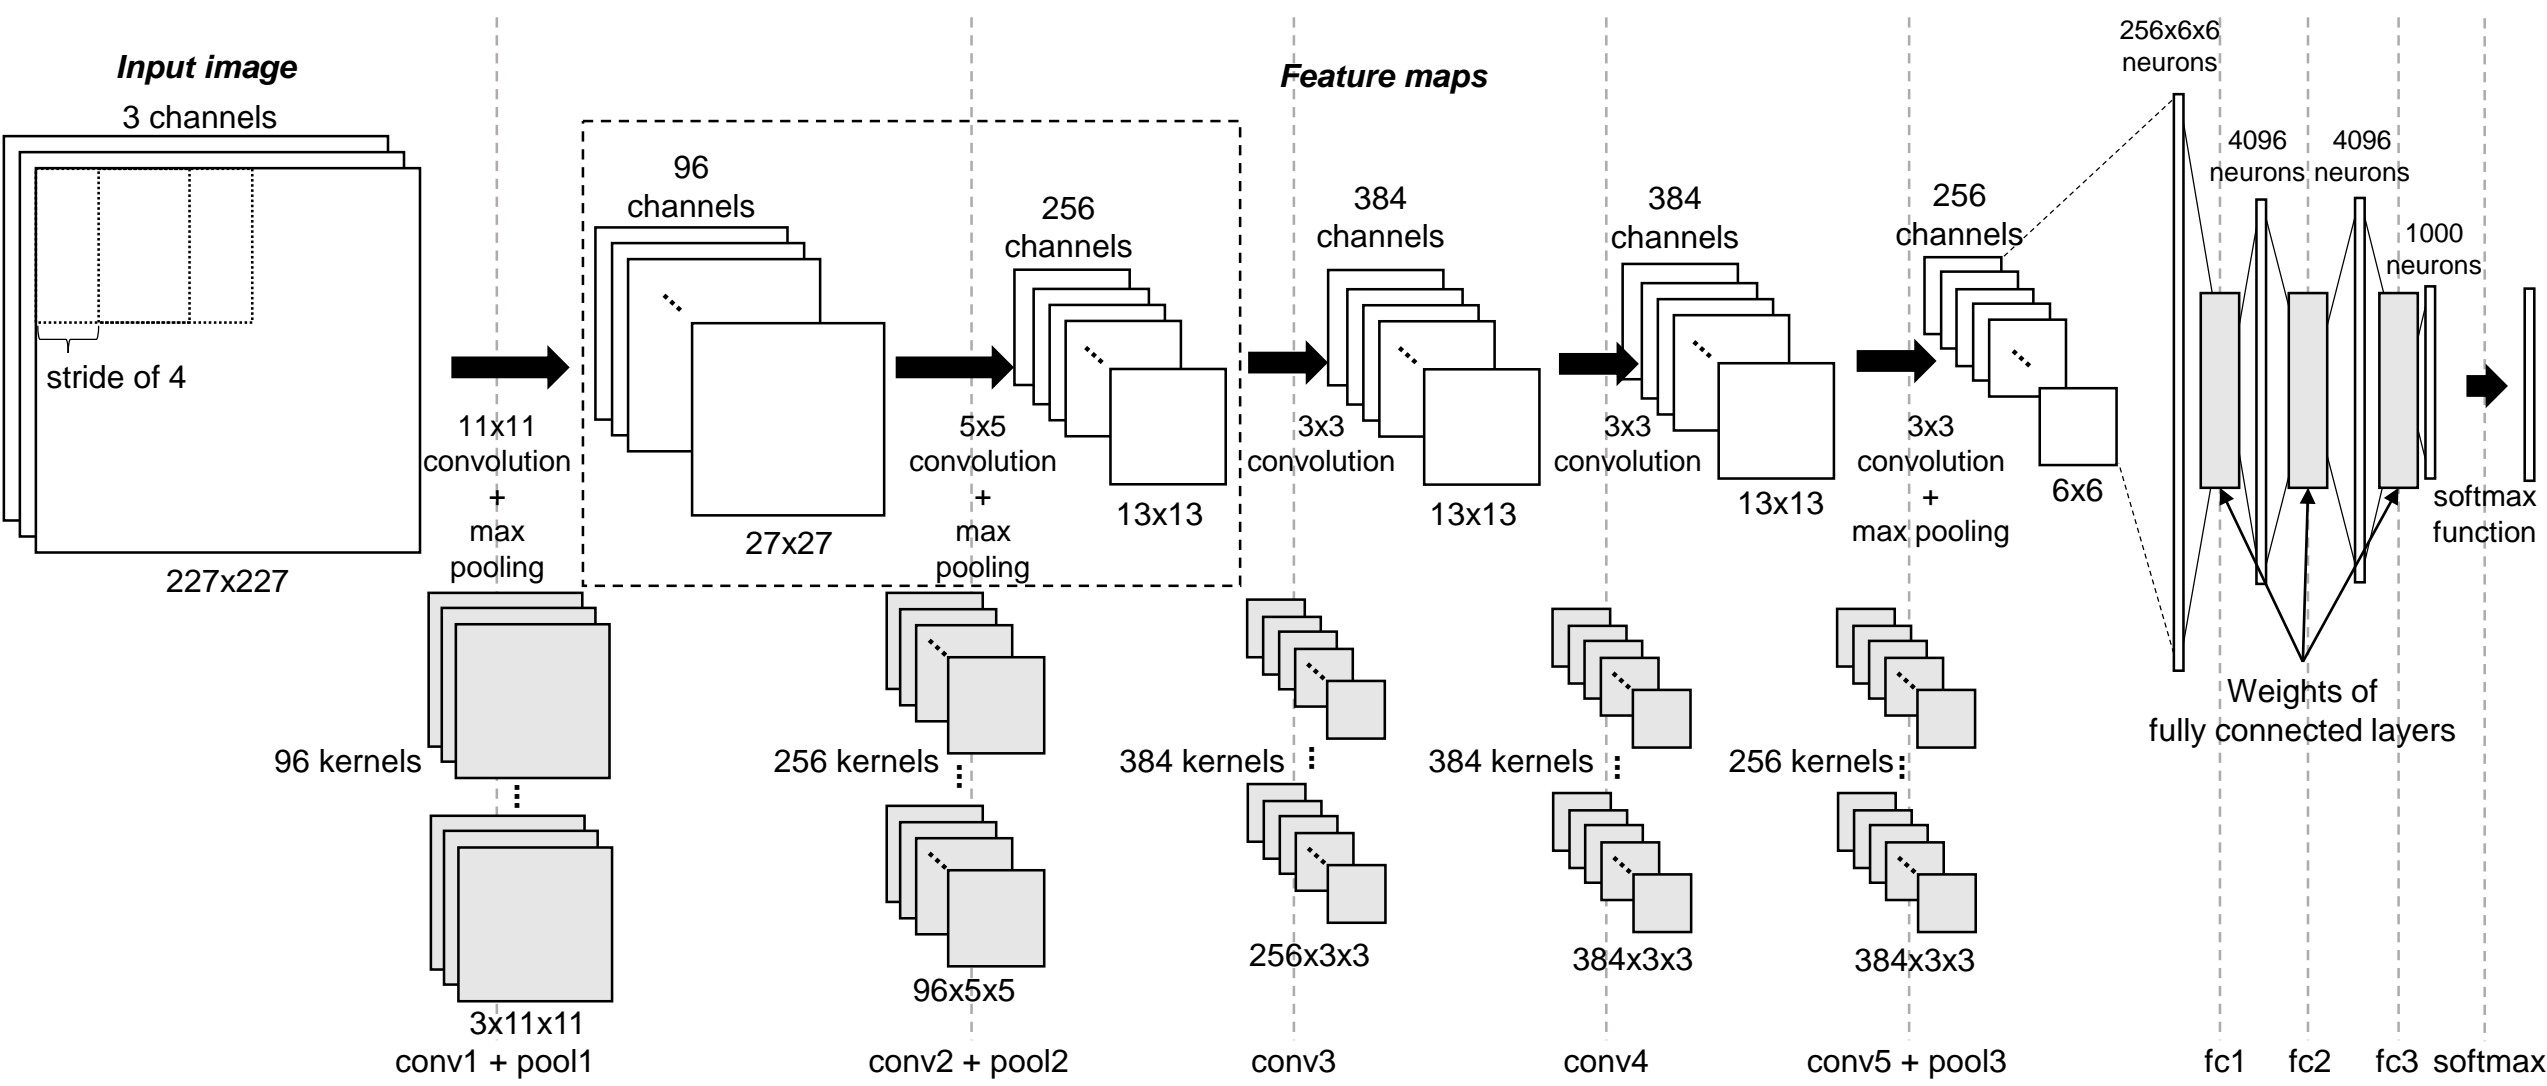 Input image
3 channels
stride of 4
227x227
11x11
convolution
+
max
pooling
96 kernels
3x11x11
conv1 + pool1
Feature maps
96
channels
27x27
5x5
convolution
+
max
pooling
256 kernels
96x5x5
conv2 + pool2
256
channels
13x13
3x3
convolution
384 kernels
256x3x3
conv3
384
channels
13x13
3x3
convolution
384 kernels
384x3x3
conv4
384
channels
13x13
3x3
convolution
+
max pooling
256 kernels
384x3x3
conv5 + pool3
256
channels
6x6
256x6x6
neurons
4096
neurons
4096
neurons
1000
neurons
softmax
function
Weights of
fully connected layers
fc1
fc2
fc3
softmax